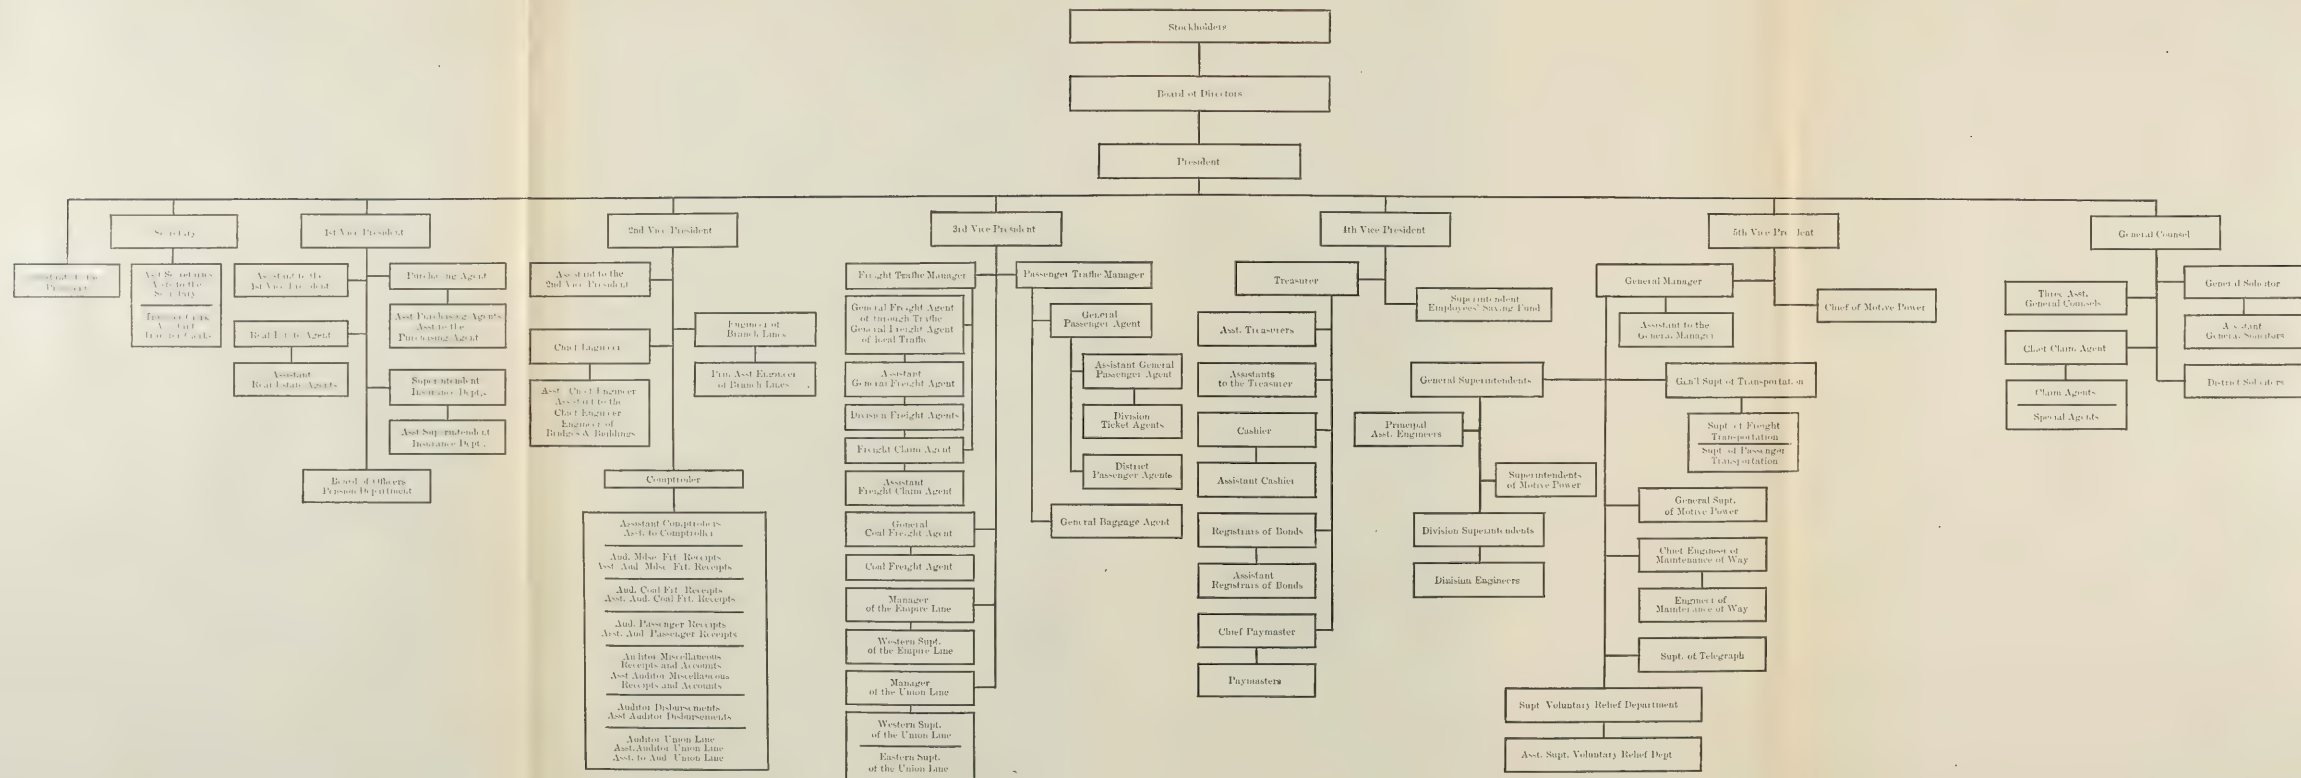 Stockholders
Board of Directors
President
Assistant to the
President
Secretary
Asst Secretaries
Assts to the
Secretary
1st Vice President
Assistant to the
1st Vice President
Purchasing Agent
Asst Purchasing Agents
Asst to the
Purchasing Agent
Real Estate Agent
Assistant
Real Estate Agents
Superintendent
Insurance Dept.
Asst Superintendent
Insurance Dept.
Board of Officers
Pension Department
2nd Vice President
Assistant to the
2nd Vice President
Engineer of
Branch Lines
Prin. Asst Engineer
of Branch Lines
Chief Engineer
Asst. Chief Engineer
Assistant to the
Chief Engineer
Engineer of
Bridges & Buildings
Comptroller
Assistant Comptrollers
Asst. to Comptroller
Aud. Mdse Frt. Receipts
Asst Aud Mdse Frt. Receipts
Aud. Coal Frt Receipts
Asst. Aud. Coal Frt. Receipts
Aud. Passenger Receipts
Asst. Aud Passenger Receipts
Auditor Miscellaneous
Receipts and Accounts
Asst Auditor Miscellaneous
Receipts and Accounts
Auditor Disbursements
Asst Auditor Disbursements
Auditor Union Line
Asst. Auditor Union Line
Asst. to Aud Union Line
3rd Vice President
Freight Traffic Manager
General Freight Agent
of through Traffic
General Freight Agent
of local Traffic
Assistant
General Freight Agent
Division Freight Agents
Freight Claim Agent
Assistant
Freight Claim Agent
General
Coal Freight Agent
Coal Freight Agent
Manager
of the Empire Line
Western Supt.
of the Empire Line
Manager
of the Union Line
Western Supt.
of the Union Line
Eastern Supt.
of the Union Line
Passenger Traffic Manager
General
Passenger Agent
Assistant General
Passenger Agent
Division
Ticket Agents
District
Passenger Agents
General Baggage Agent
4th Vice President
Treasurer
Superintendent
Employees' Saving Fund
Asst. Treasurers
Assistants
to the Treasurer
Cashier
Assistant Cashier
Registrars of Bonds
Assistant
Registrars of Bonds
Chief Paymaster
Paymasters
5th Vice President
General Manager
Assistant to the
General Manager
Chief of Motive Power
General Superintendents
Principal
Asst. Engineers
Superintendents
of Motive Power
Division Superintendents
Division Engineers
Gen'l Supt of Transportation
Supt of Freight
Transportation
Supt. of Passenger
Transportation
General Supt.
of Motive Power
Chief Engineer of
Maintenance of Way
Engineer of
Maintenance of Way
Supt. of Telegraph
Supt Voluntary Relief Department
Asst. Supt. Voluntary Relief Dept
General Counsel
Three Asst.
General Counsels
General Solicitor
Assistant
General Solicitors
Chief Claim Agent
Claim Agents
Special Agents
District Solicitors